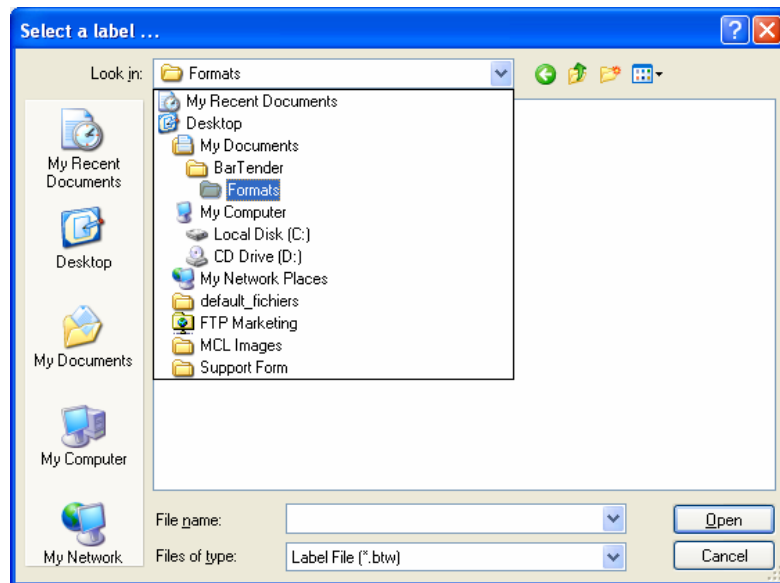 Select a label ...
Look in:
Formats
My Recent Documents
Desktop
My Documents
BarTender
Formats
My Computer
Local Disk (C:)
CD Drive (D:)
My Network Places
default_fichiers
FTP Marketing
MCL Images
Support Form
My Recent
Documents
Desktop
My Documents
My Computer
My Network
File name:
Open
Files of type:
Label File (*.btw)
Cancel